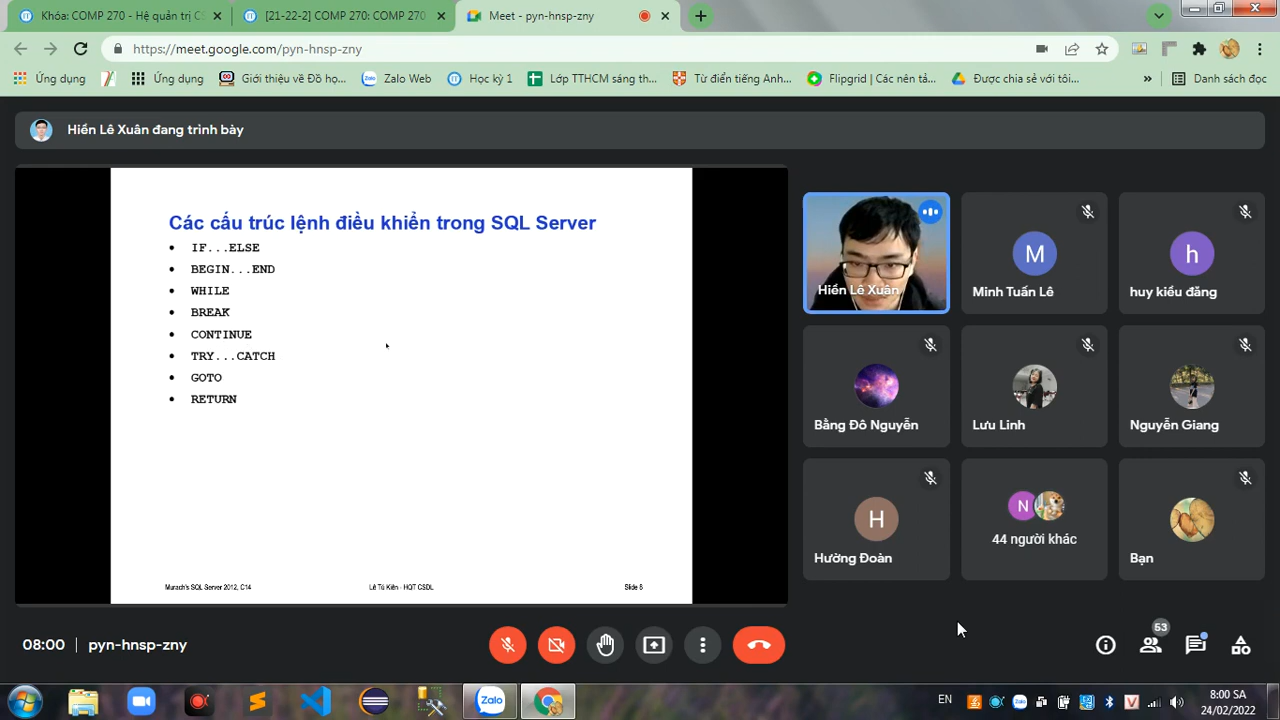 Khóa: COMP 270 - Hệ quản trị CS
[21-22-2] COMP 270: COMP 270
Meet - pyn-hnsp-zny
https://meet.google.com/pyn-hnsp-zny
Ứng dụng
Ứng dụng
Giới thiệu về Đồ họ...
Zalo Web
Học kỳ 1
Lớp TTHCM sáng th...
Từ điển tiếng Anh...
Flipgrid | Các nên tả...
Được chia sẻ với tôi...
»
Danh sách đọc
Hiền Lê Xuân đang trình bày
Các cấu trúc lệnh điều khiển trong SQL Server
• IF...ELSE
• BEGIN...END
• WHILE
• BREAK
• CONTINUE
• TRY...CATCH
• GOTO
• RETURN
Murach's SQL Server 2012, C14
Lê Tú Kiên - HQT CSDL
Slide 5
Hiền Lê Xuân
M
Minh Tuấn Lê
h
huy kiều đăng
Bằng Đô Nguyễn
Lưu Linh
Nguyễn Giang
H
Hường Đoàn
N
44 người khác
Bạn
08:00
pyn-hnsp-zny
53
Zalo
EN
V
8:00 SA
24/02/2022